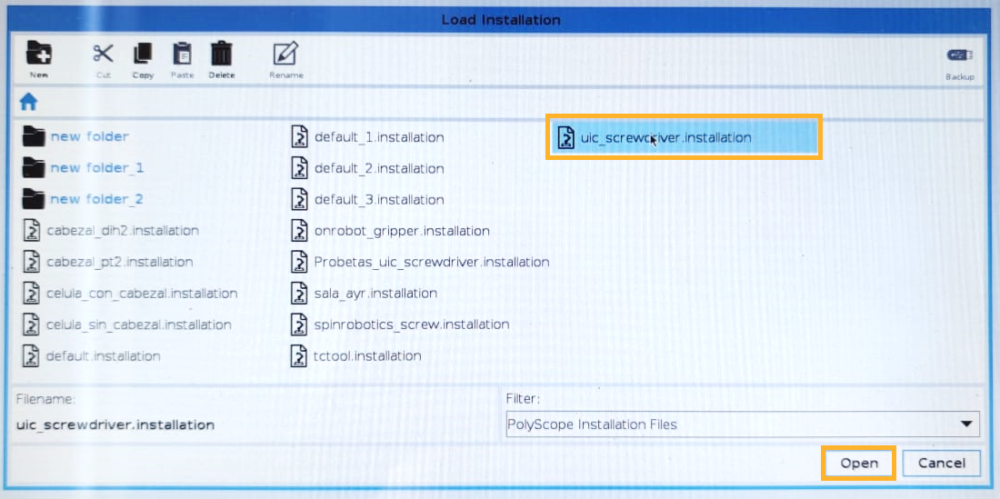 Load Installation
New Cut Copy Paste Delete Rename Backup
new folder
new folder_1
new folder_2
cabezal_dih2.installation
cabezal_pt2.installation
celula_con_cabezal.installation
celula_sin_cabezal.installation
default.installation
default_1.installation
default_2.installation
default_3.installation
onrobot_gripper.installation
Probetas_uic_screwdriver.installation
sala_ayr.installation
spinrobotics_screw.installation
tctool.installation
uic_screwdriver.installation
Filename:
uic_screwdriver.installation
Filter:
PolyScope Installation Files
Open Cancel